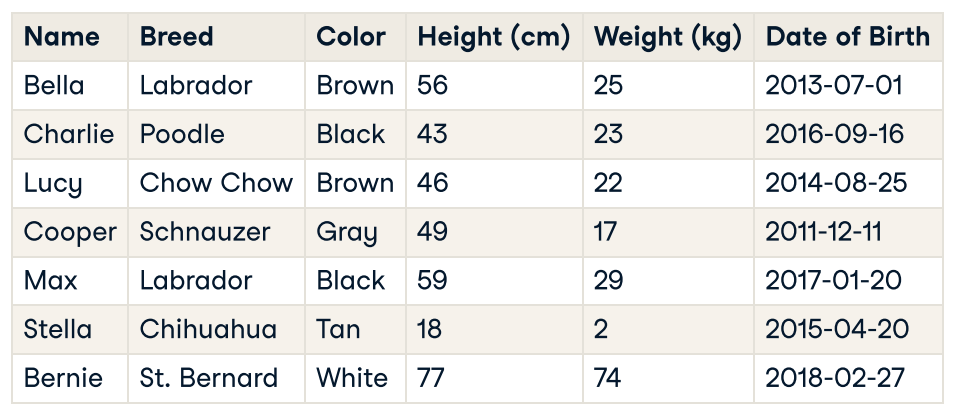 Name Breed Color Height (cm) Weight (kg) Date of Birth
Bella Labrador Brown 56 25 2013-07-01
Charlie Poodle Black 43 23 2016-09-16
Lucy Chow Chow Brown 46 22 2014-08-25
Cooper Schnauzer Gray 49 17 2011-12-11
Max Labrador Black 59 29 2017-01-20
Stella Chihuahua Tan 18 2 2015-04-20
Bernie St. Bernard White 77 74 2018-02-27